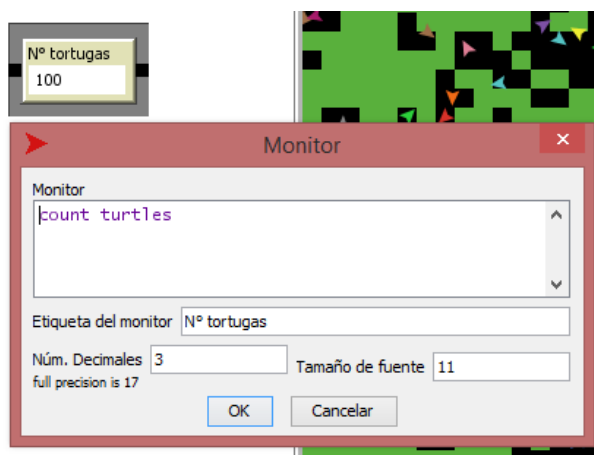 Nº tortugas
100
Monitor
Monitor
count turtles
Etiqueta del monitor Nº tortugas
Núm. Decimales 3
full precision is 17
Tamaño de fuente 11
OK Cancelar